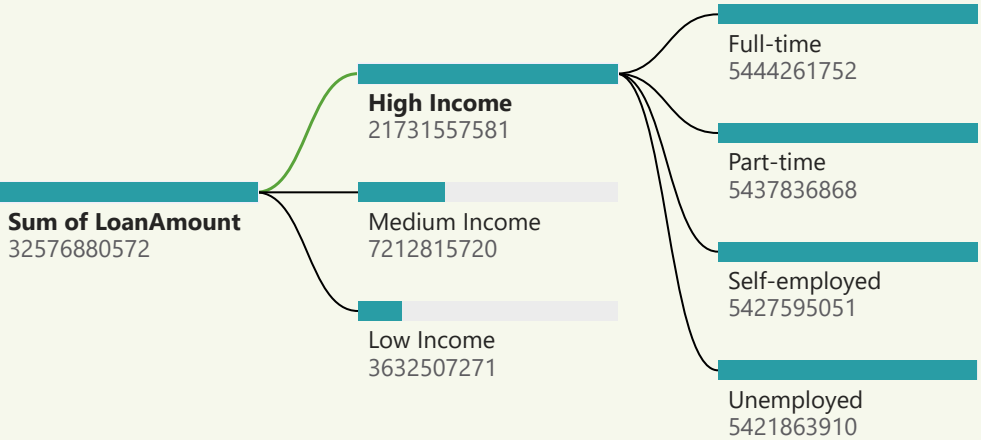 Sum of LoanAmount
32576880572
High Income
21731557581
Medium Income
7212815720
Low Income
3632507271
Full-time
5444261752
Part-time
5437836868
Self-employed
5427595051
Unemployed
5421863910